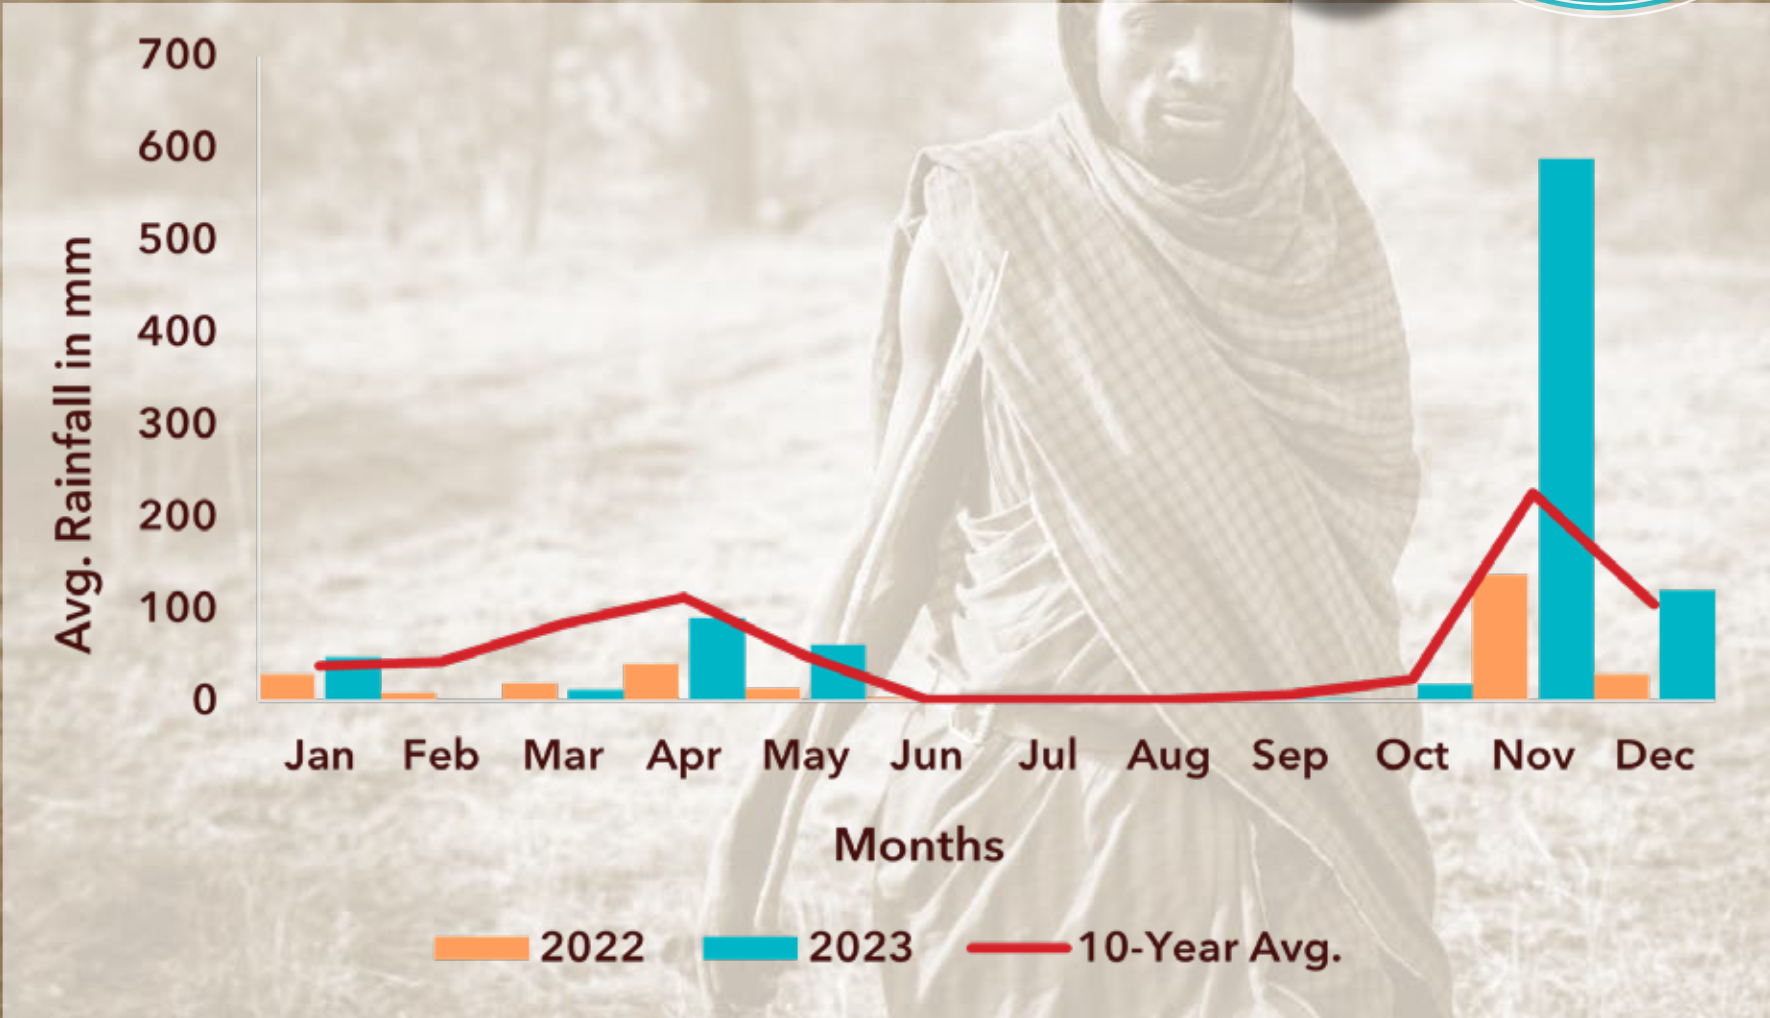 700
600
500
400
300
200
100
0
Avg. Rainfall in mm
Jan Feb Mar Apr May Jun Jul Aug Sep Oct Nov Dec
Months
2022 2023 10-Year Avg.